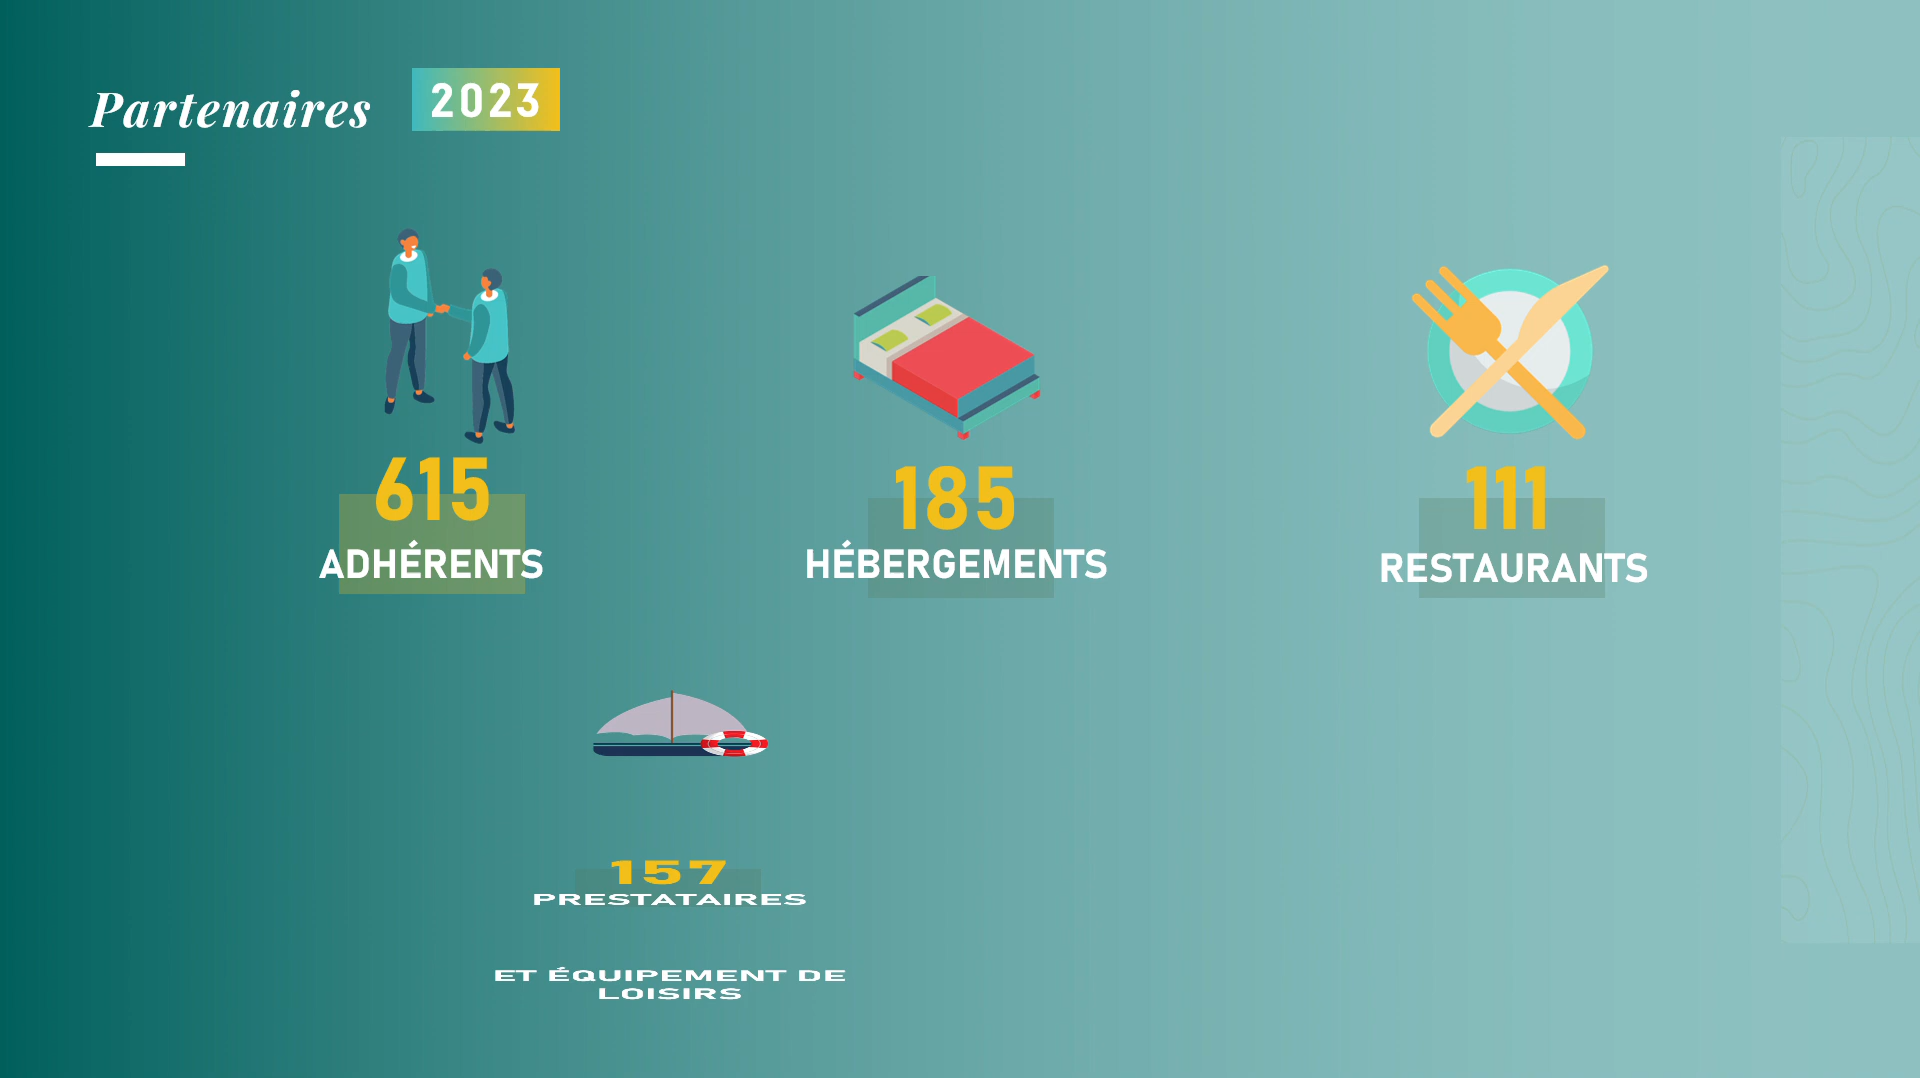 Partenaires
2023
615
ADHÉRENTS
185
HÉBERGEMENTS
111
RESTAURANTS
157
PRESTATAIRES
ET ÉQUIPEMENT DE
LOISIRS